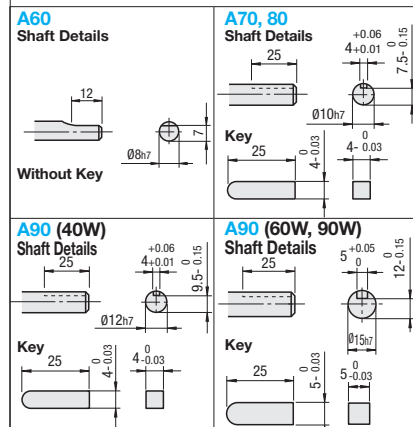 A60
Shaft Details
12
7
Ø8h7
Without Key
A70, 80
Shaft Details
25
+0.06
4+0.01
0
7.5-0.15
Ø10h7
Key
25
0
4-0.03
0
4-0.03
A90 (40W)
Shaft Details
25
+0.06
4+0.01
0
9.5-0.15
Ø12h7
Key
25
0
4-0.03
0
4-0.03
A90 (60W, 90W)
Shaft Details
25
+0.05
5 0
0
12-0.15
Ø15h7
Key
25
0
5-0.03
0
5-0.03